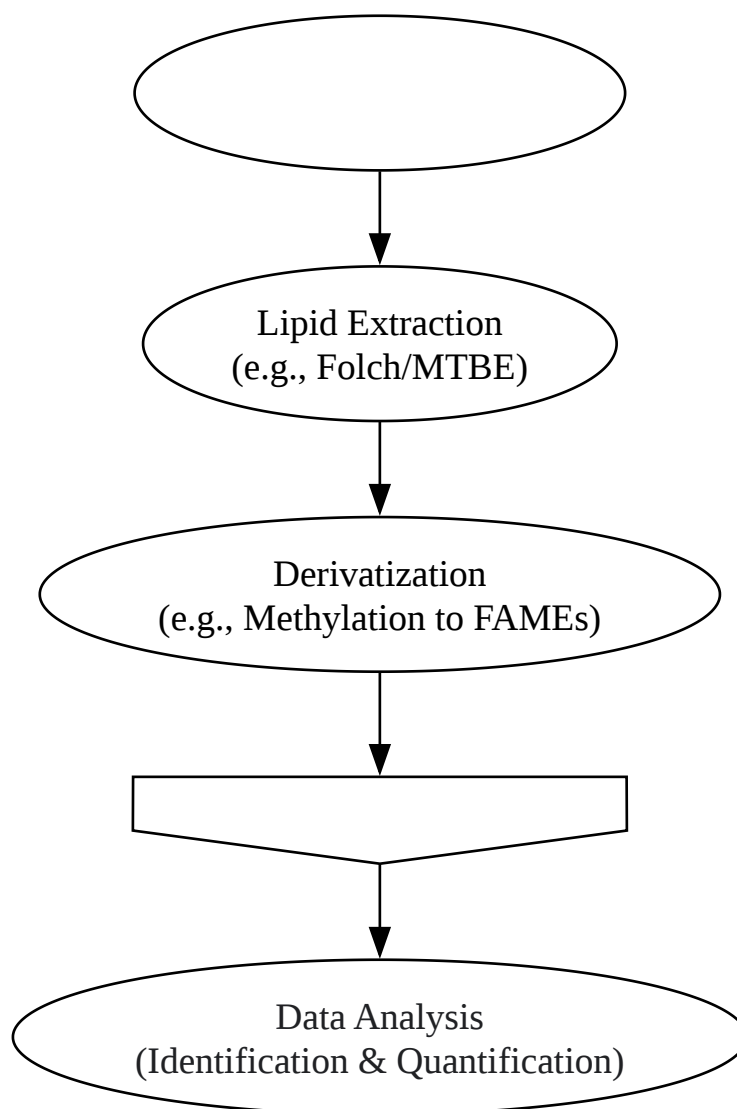 Lipid Extraction
(e.g., Folch/MTBE)
Derivatization
(e.g., Methylation to FAMEs)
Data Analysis
(Identification & Quantification)